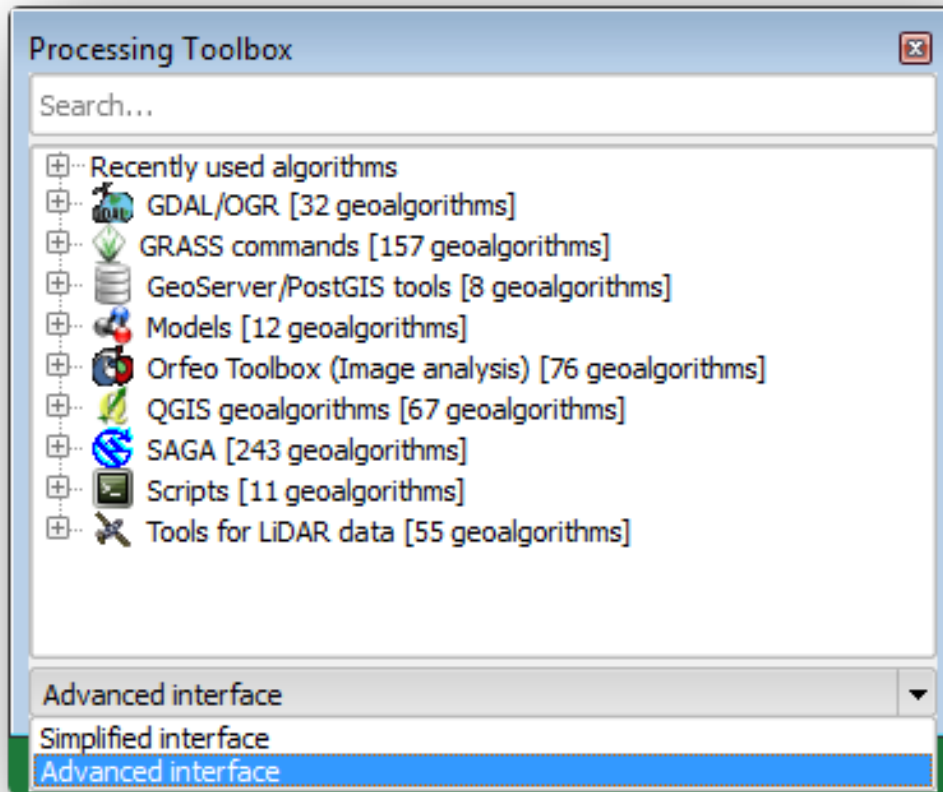 Processing Toolbox
Search...
Recently used algorithms
GDAL/OGR [32 geoalgorithms]
GRASS commands [157 geoalgorithms]
GeoServer/PostGIS tools [8 geoalgorithms]
Models [12 geoalgorithms]
Orfeo Toolbox (Image analysis) [76 geoalgorithms]
QGIS geoalgorithms [67 geoalgorithms]
SAGA [243 geoalgorithms]
Scripts [11 geoalgorithms]
Tools for LiDAR data [55 geoalgorithms]
Advanced interface
Simplified interface
Advanced interface